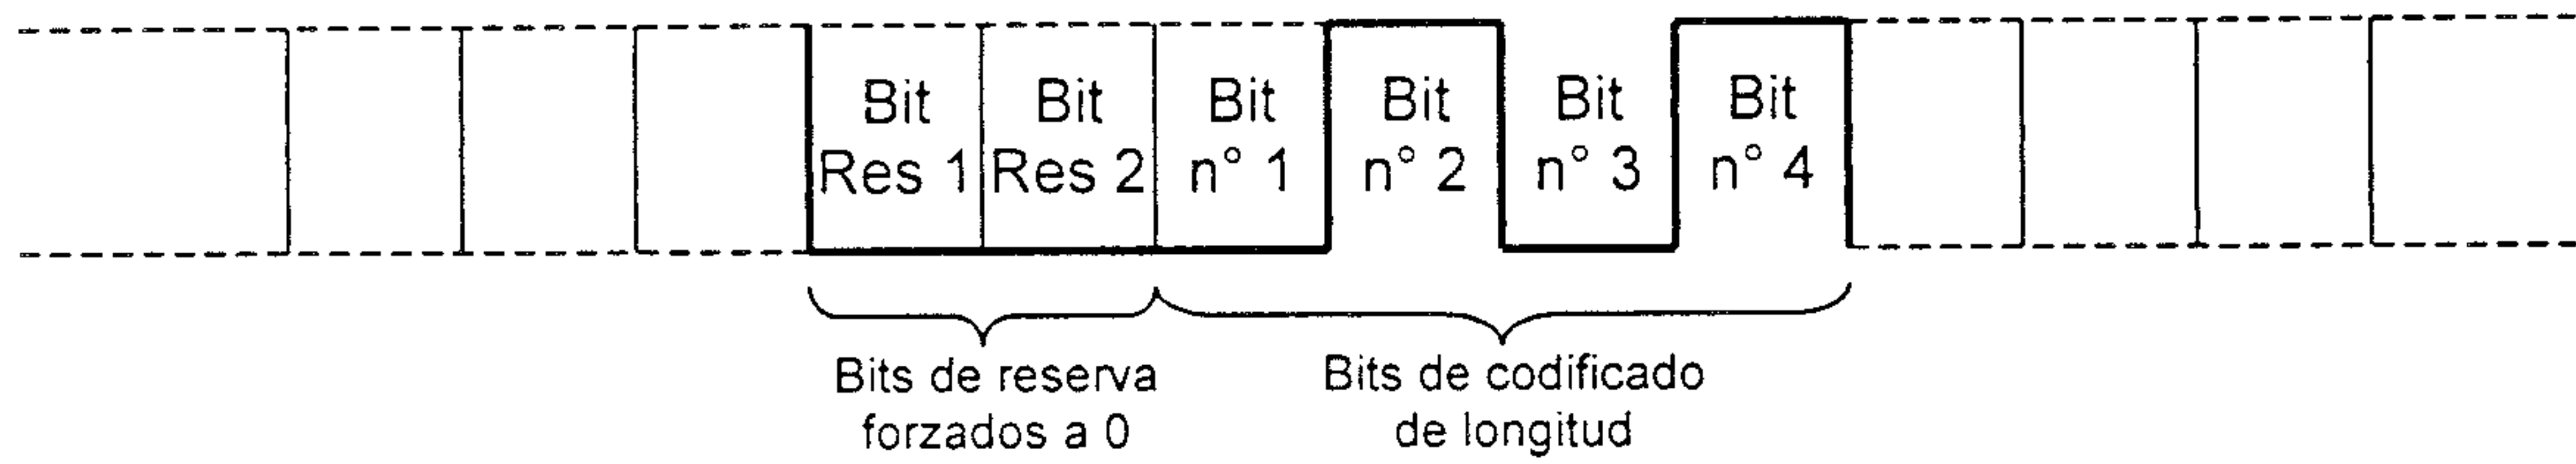 Bit Res 1
Bit Res 2
Bit n° 1
Bit n° 2
Bit n° 3
Bit n° 4
Bits de reserva
forzados a 0
Bits de codificado
de longitud